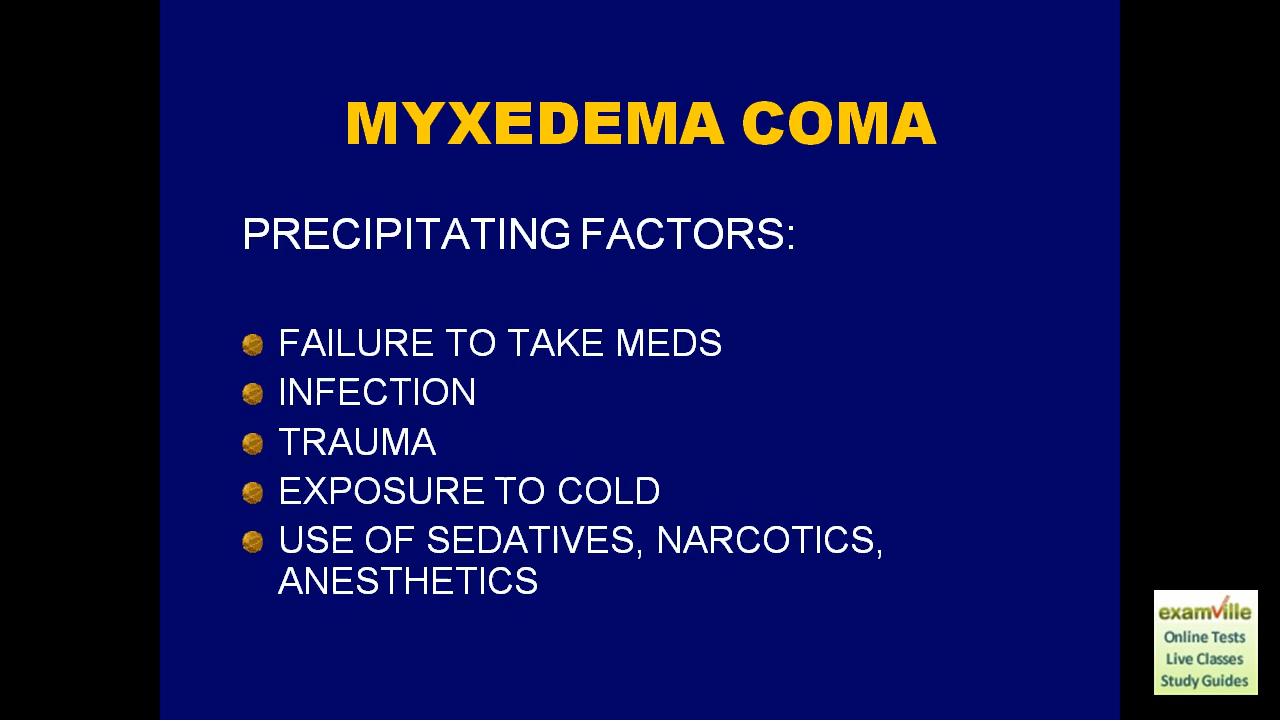 MYXEDEMA COMA
PRECIPITATING FACTORS:
FAILURE TO TAKE MEDS
INFECTION
TRAUMA
EXPOSURE TO COLD
USE OF SEDATIVES, NARCOTICS,
ANESTHETICS
examville
Online Tests
Live Classes
Study Guides